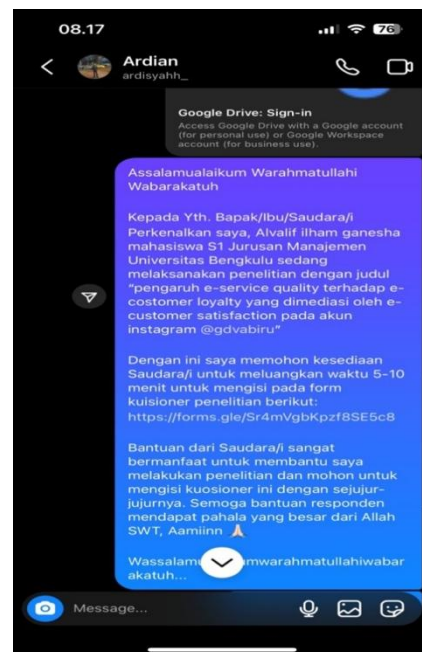 08.17
76
Ardian
ardisyahh_
Google Drive: Sign-in
Access Google Drive with a Google account
(for personal use) or Google Workspace
account (for business use).
Assalamualaikum Warahmatullahi
Wabarakatuh
Kepada Yth. Bapak/Ibu/Saudara/i
Perkenalkan saya, Alvalif ilham ganesha
mahasiswa S1 Jurusan Manajemen
Universitas Bengkulu sedang
melaksanakan penelitian dengan judul
"pengaruh e-service quality terhadap e-
costomer loyalty yang dimediasi oleh e-
customer satisfaction pada akun
instagram @gdvabiru"
Dengan ini saya memohon kesediaan
Saudara/i untuk meluangkan waktu 5-10
menit untuk mengisi pada form
kuisioner penelitian berikut:
https://forms.gle/Sr4mVgbKpzf8SE5c8
Bantuan dari Saudara/i sangat
bermanfaat untuk membantu saya
melakukan penelitian dan mohon untuk
mengisi kuosioner ini dengan sejujur-
jujurnya. Semoga bantuan responden
mendapat pahala yang besar dari Allah
SWT, Aamiinn 🙏🏻
Wassalamu mwarahmatullahiwabar
akatuh...
Message...